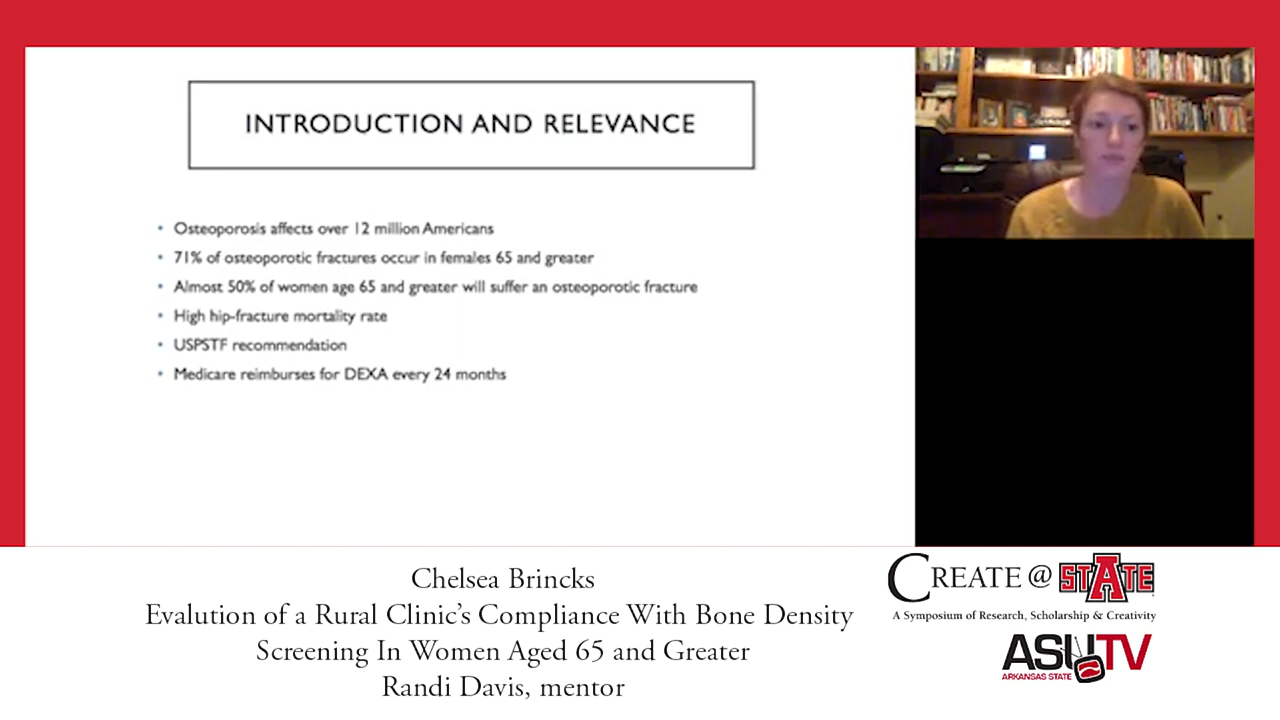 INTRODUCTION AND RELEVANCE
• Osteoporosis affects over 12 million Americans
• 71% of osteoporotic fractures occur in females 65 and greater
• Almost 50% of women age 65 and greater will suffer an osteoporotic fracture
• High hip-fracture mortality rate
• USPSTF recommendation
• Medicare reimburses for DEXA every 24 months
Chelsea Brincks
Evalution of a Rural Clinic's Compliance With Bone Density
Screening In Women Aged 65 and Greater
Randi Davis, mentor
CREATE @ STATE
A Symposium of Research, Scholarship & Creativity
ASUTV
ARKANSAS STATE